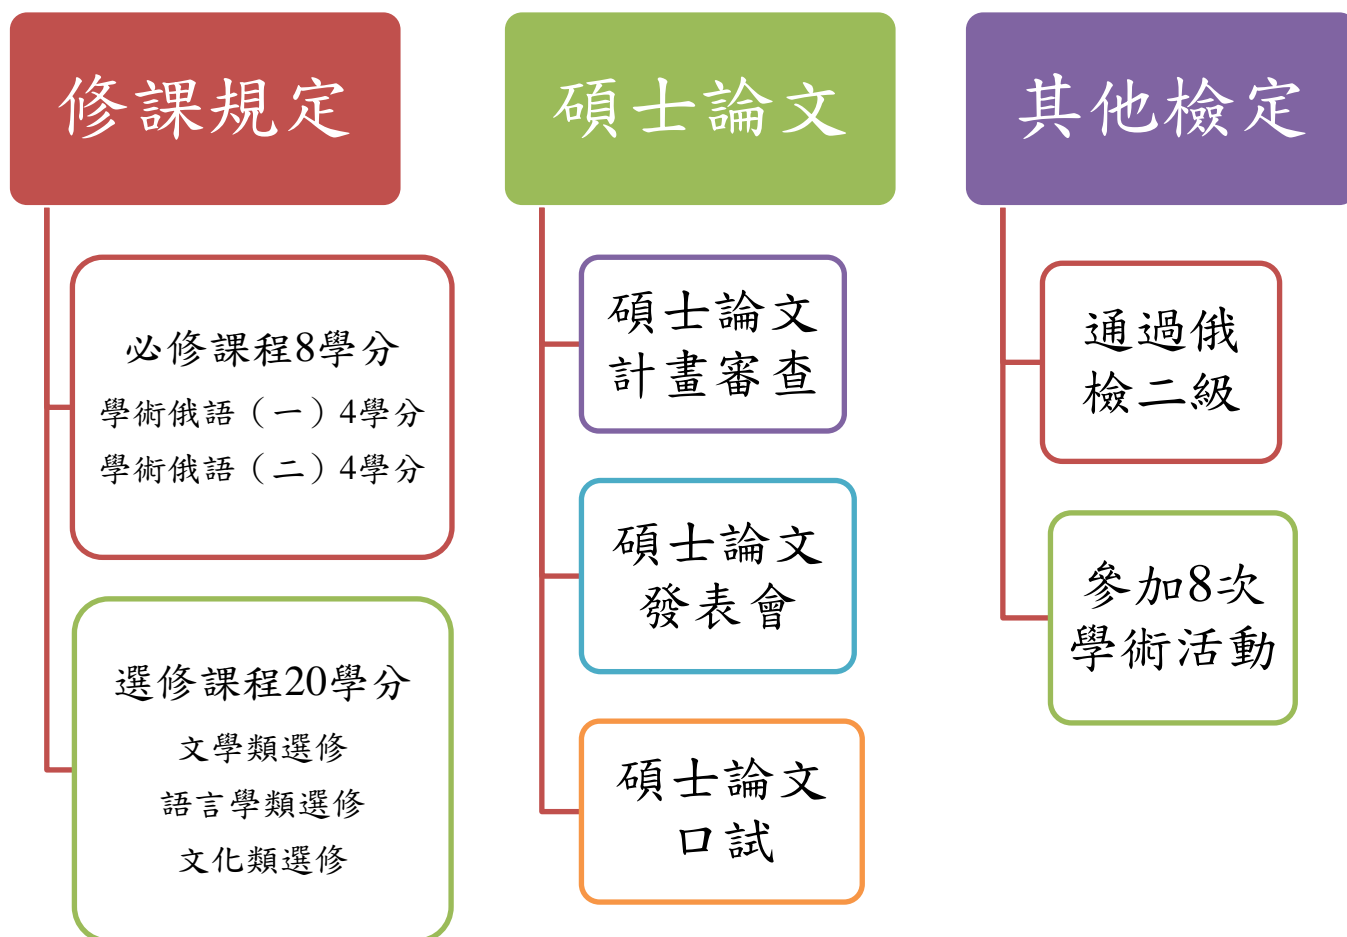 修課規定
必修課程8學分
學術俄語（一）4學分
學術俄語（二）4學分
選修課程20學分
文學類選修
語言學類選修
文化類選修
碩士論文
碩士論文
計畫審查
碩士論文
發表會
碩士論文
口試
其他檢定
通過俄
檢二級
參加8次
學術活動